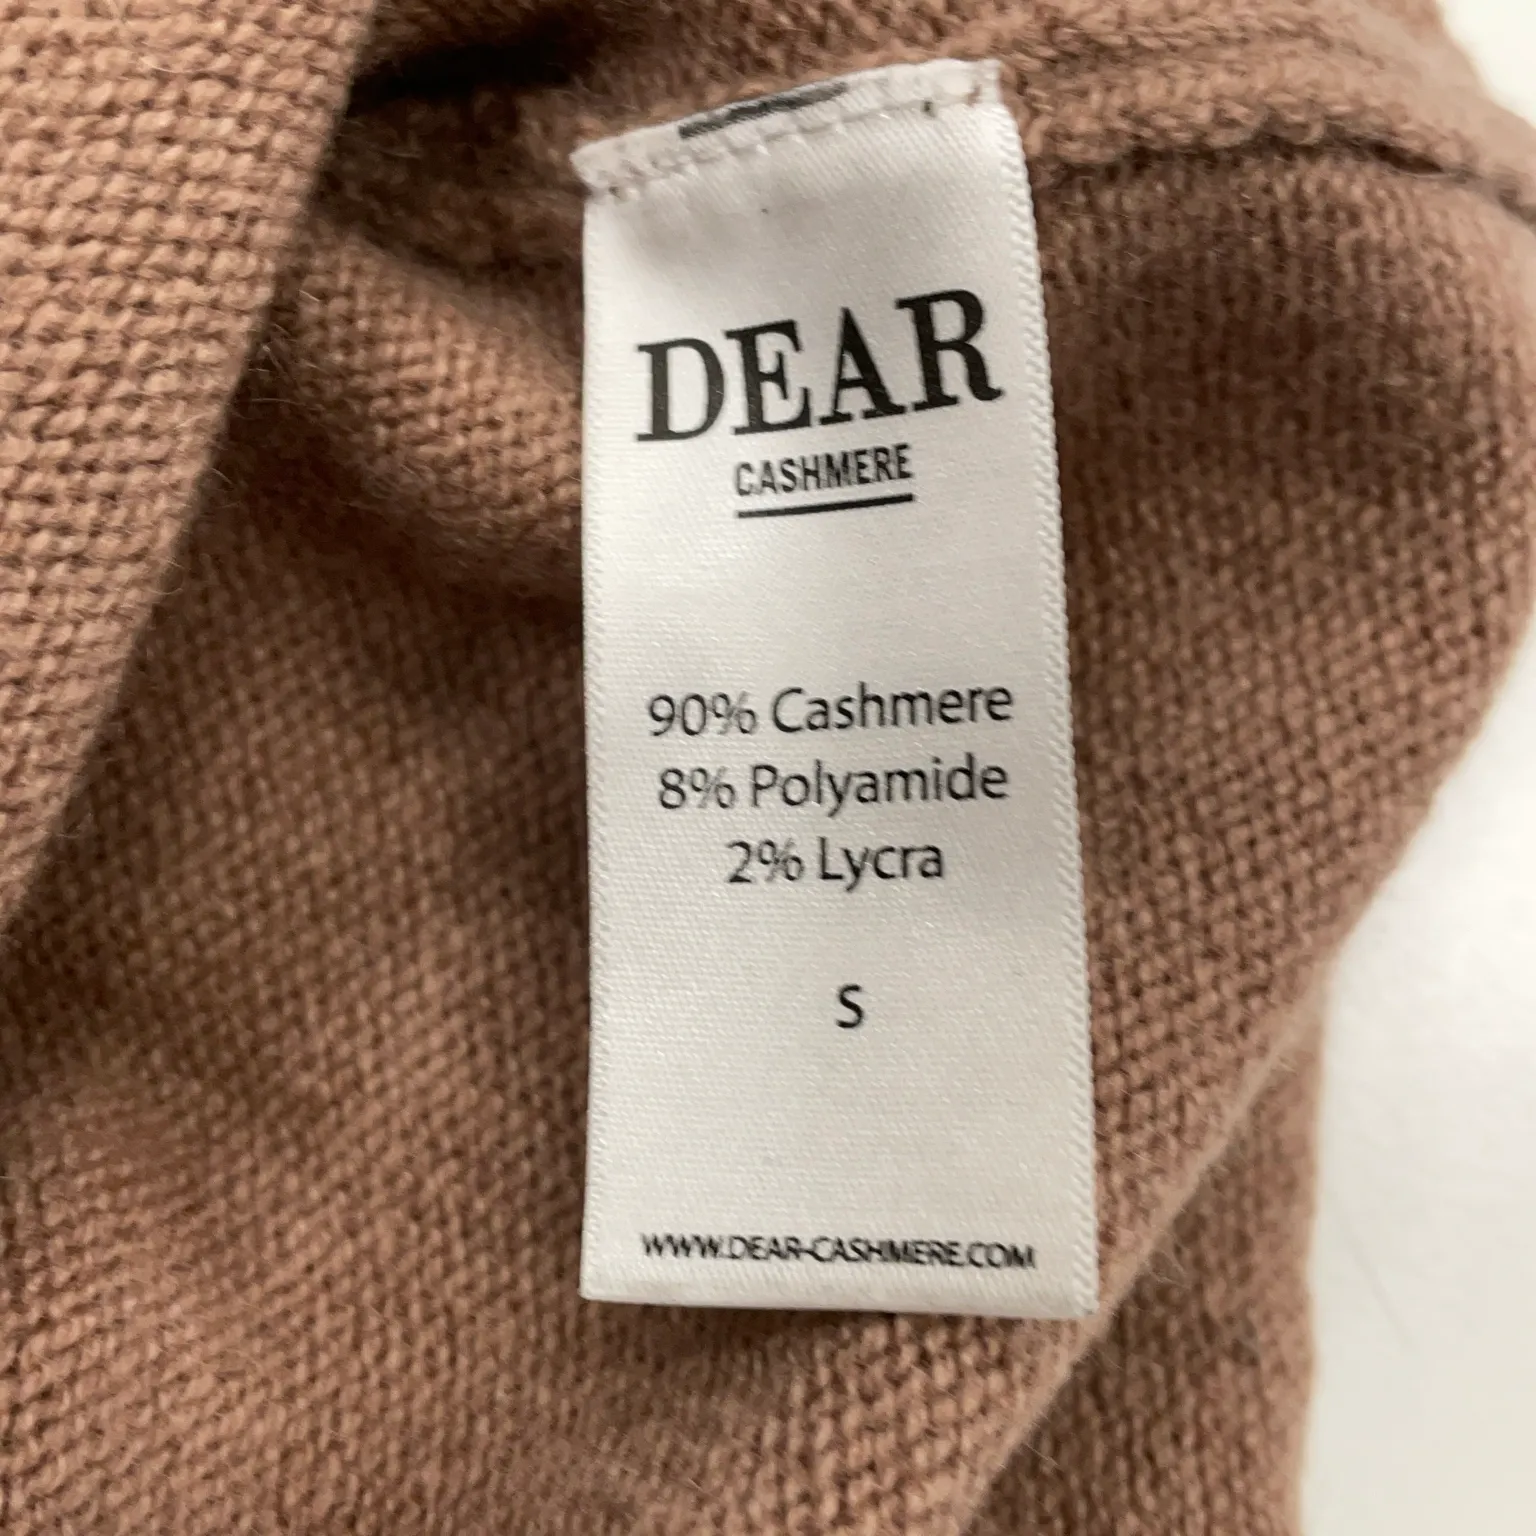 DEAR
CASHMERE
90% Cashmere
8% Polyamide
2% Lycra
S
WWW.DEAR-CASHMERE.COM